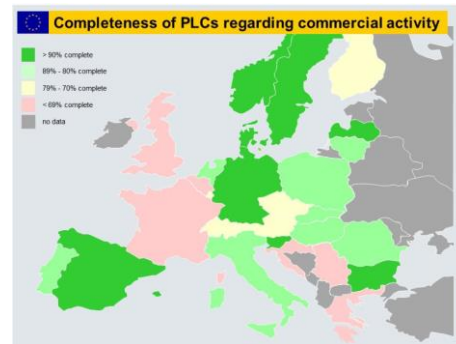 Completeness of PLCs regarding commercial activity
> 90% complete
89% - 80% complete
79% - 70% complete
< 69% complete
no data